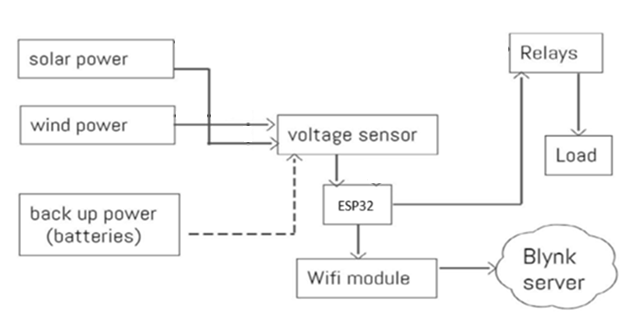 solar power
wind power
back up power
(batteries)
voltage sensor
ESP32
Wifi module
Relays
Load
Blynk
server